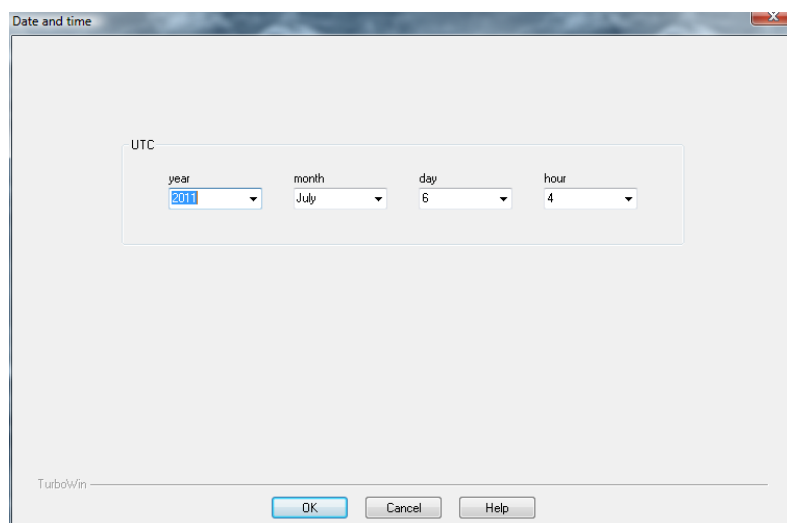 Date and time
UTC
year month day hour
2011 July 6 4
TurboWin
OK Cancel Help